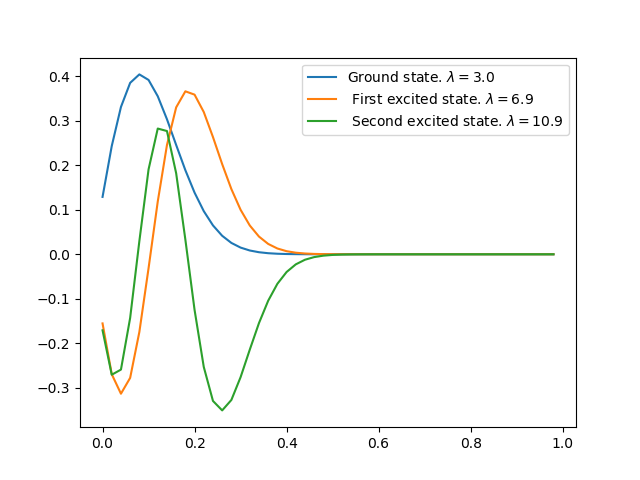 Ground state. λ = 3.0
First excited state. λ = 6.9
Second excited state. λ = 10.9
0.4
0.3
0.2
0.1
0.0
−0.1
−0.2
−0.3
0.0 0.2 0.4 0.6 0.8 1.0